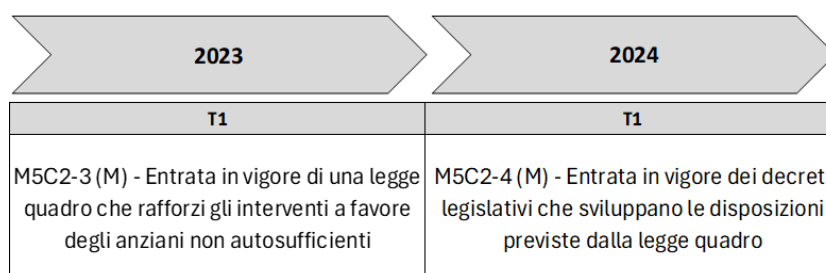 2023
2024
T1
T1
M5C2-3 (M) - Entrata in vigore di una legge
quadro che rafforzi gli interventi a favore
degli anziani non autosufficienti
M5C2-4 (M) - Entrata in vigore dei decret
legislativi che sviluppano le disposizioni
previste dalla legge quadro